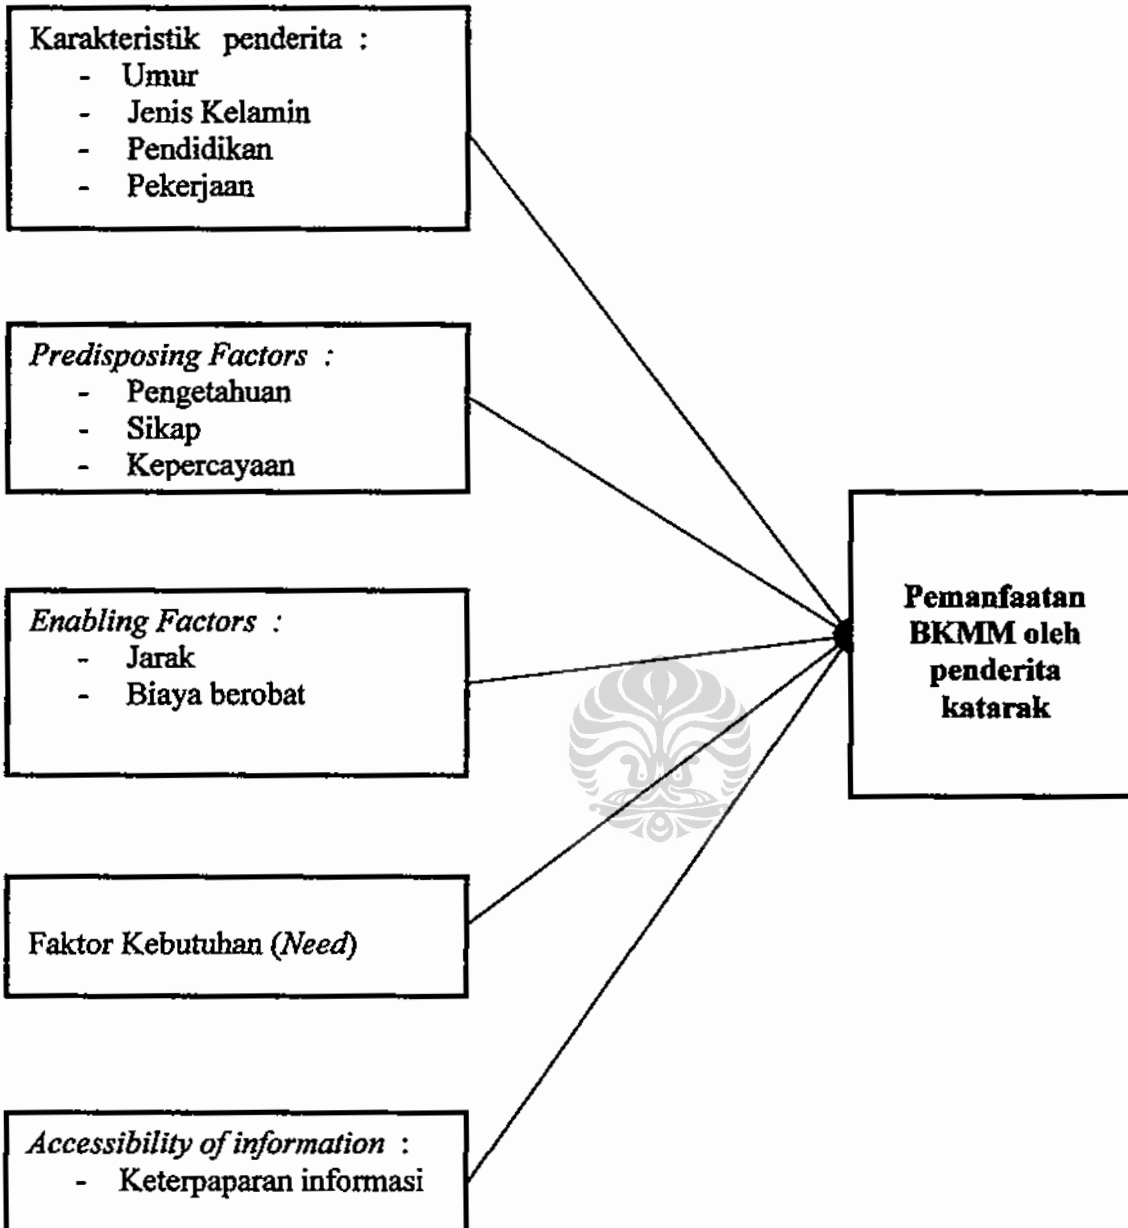 Karakteristik penderita :
- Umur
- Jenis Kelamin
- Pendidikan
- Pekerjaan
Predisposing Factors :
- Pengetahuan
- Sikap
- Kepercayaan
Enabling Factors :
- Jarak
- Biaya berobat
Faktor Kebutuhan (Need)
Accessibility of information :
- Keterpaparan informasi
Pemanfaatan
BKMM oleh
penderita
katarak